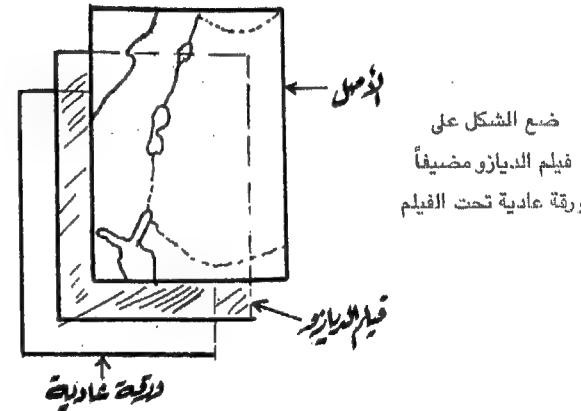 الأصل
ضع الشكل على
فيلم الديازو مضيفاً
ورقة عادية تحت الفيلم
فيلم الديازو
ورقة عادية